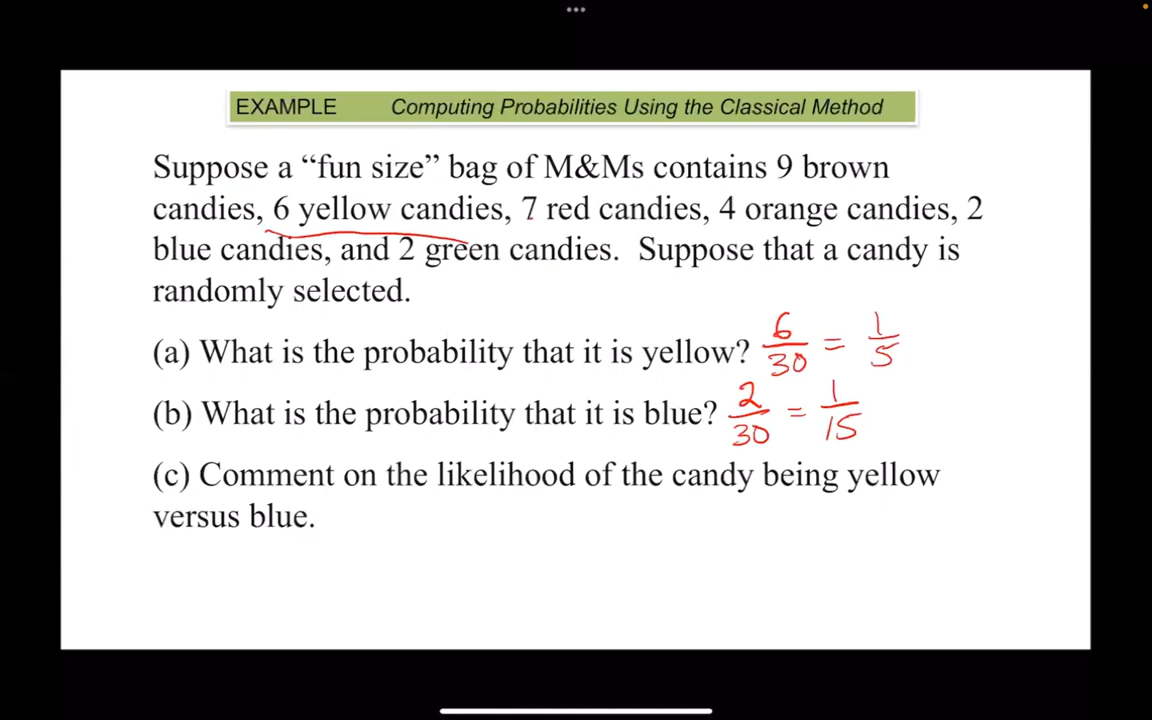 EXAMPLE Computing Probabilities Using the Classical Method
Suppose a “fun size” bag of M&Ms contains 9 brown
candies, 6 yellow candies, 7 red candies, 4 orange candies, 2
blue candies, and 2 green candies. Suppose that a candy is
randomly selected.
(a) What is the probability that it is yellow? 6/30 = 1/5
(b) What is the probability that it is blue? 2/30 = 1/15
(c) Comment on the likelihood of the candy being yellow
versus blue.